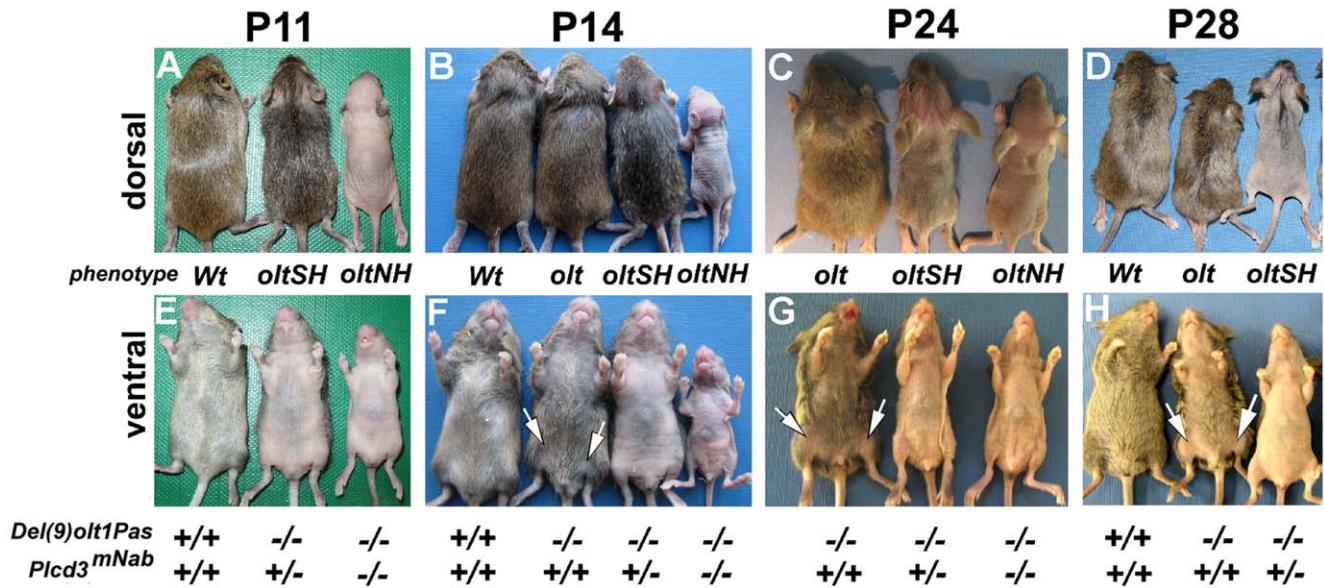 P11 P14 P24 P28
dorsal
A B C D
phenotype Wt oltSH oltNH Wt olt oltSH oltNH olt oltSH oltNH Wt olt oltSH
ventral
E F G H
Del(9)olt1Pas +/+ -/- -/- +/+ -/- -/- -/- -/- -/- -/- +/+ -/- -/-
Plcd3mNab +/+ +/- -/- +/+ +/+ +/- -/- +/+ +/- -/- +/+ +/+ +/-